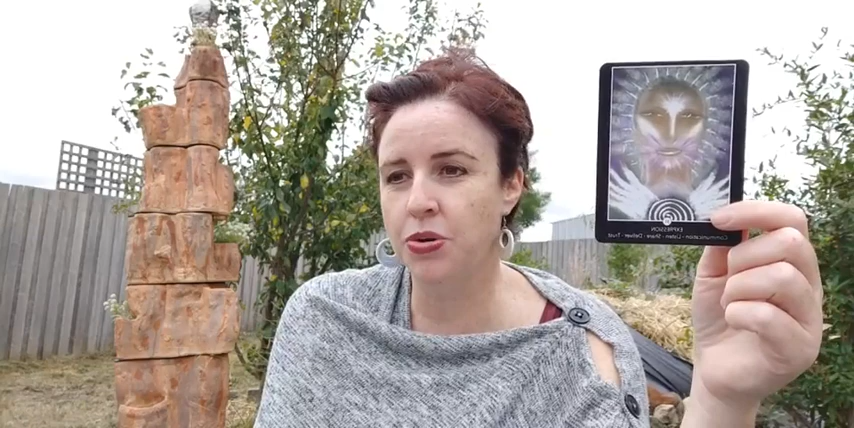 EXPRESSION
Communication - Listen - Share - Deliver - Trust